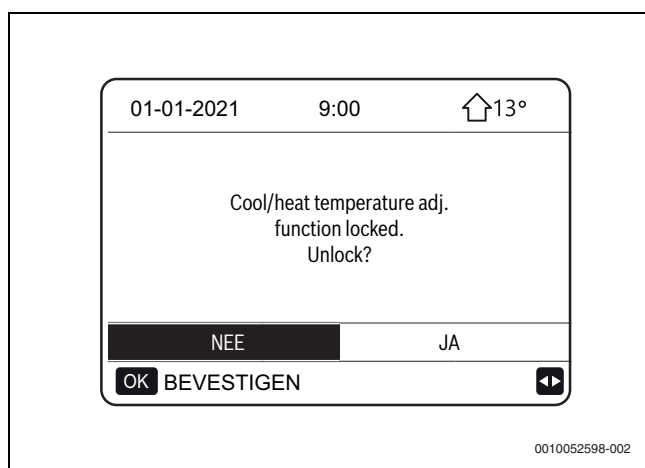 01-01-2021 9:00 13°
Cool/heat temperature adj.
function locked.
Unlock?
NEE JA
OK BEVESTIGEN
0010052598-002